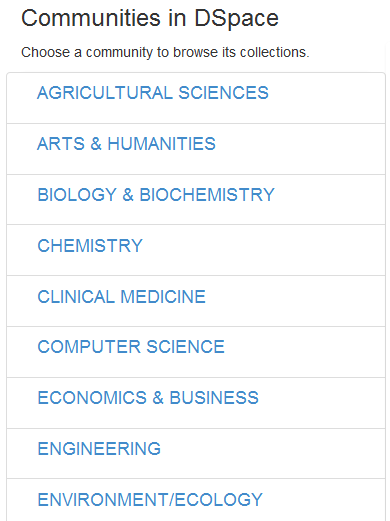 Communities in DSpace
Choose a community to browse its collections.
AGRICULTURAL SCIENCES
ARTS & HUMANITIES
BIOLOGY & BIOCHEMISTRY
CHEMISTRY
CLINICAL MEDICINE
COMPUTER SCIENCE
ECONOMICS & BUSINESS
ENGINEERING
ENVIRONMENT/ECOLOGY